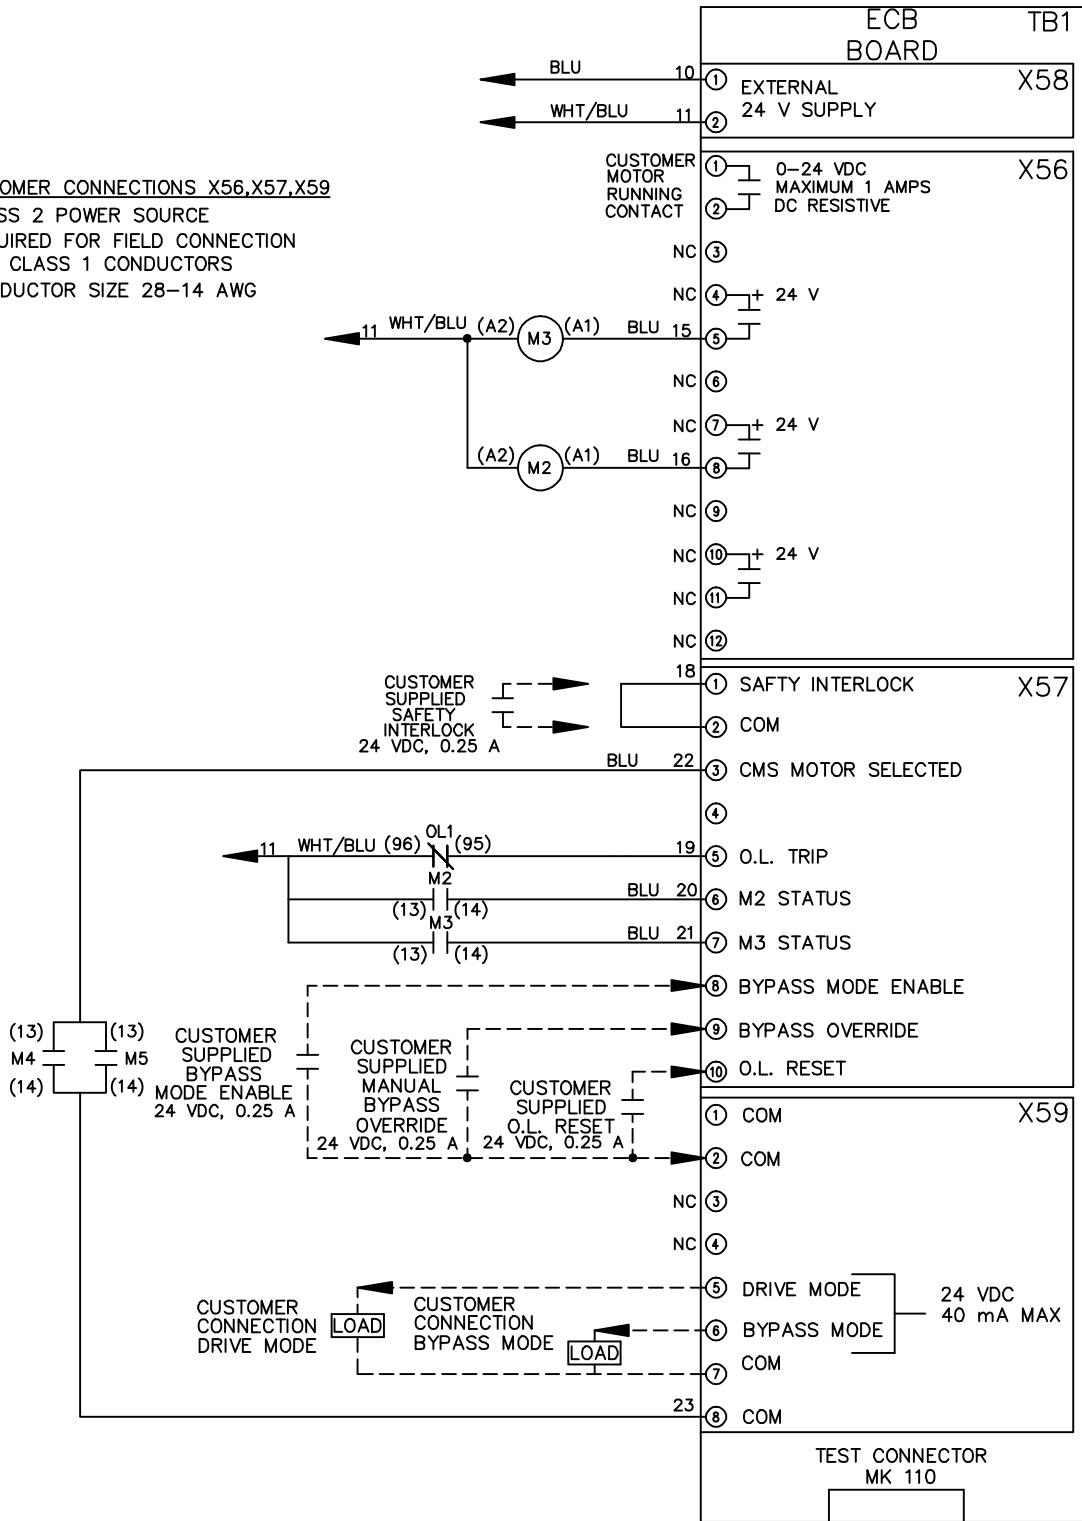 ECB TB1
BOARD
X58
BLU 10 1 EXTERNAL
24 V SUPPLY
WHT/BLU 11 2
X56
CUSTOMER
MOTOR
RUNNING
CONTACT
1
2
0-24 VDC
MAXIMUM 1 AMPS
DC RESISTIVE
OMER CONNECTIONS X56,X57,X59
SS 2 POWER SOURCE
UIRED FOR FIELD CONNECTION
CLASS 1 CONDUCTORS
DUCTOR SIZE 28-14 AWG
NC 3
NC 4 + 24 V
11 WHT/BLU (A2) M3 (A1) BLU 15 5
NC 6
NC 7 + 24 V
(A2) M2 (A1) BLU 16 8
NC 9
NC 10 + 24 V
NC 11
NC 12
X57
CUSTOMER
SUPPLIED
SAFETY
INTERLOCK
24 VDC, 0.25 A
18 1 SAFTY INTERLOCK
2 COM
BLU 22 3 CMS MOTOR SELECTED
4
11 WHT/BLU (96) OL1 (95) 19 5 O.L. TRIP
M2
(13) (14) BLU 20 6 M2 STATUS
M3
(13) (14) BLU 21 7 M3 STATUS
8 BYPASS MODE ENABLE
9 BYPASS OVERRIDE
10 O.L. RESET
(13) (13)
M4 M5
(14) (14)
CUSTOMER
SUPPLIED
BYPASS
MODE ENABLE
24 VDC, 0.25 A
CUSTOMER
SUPPLIED
MANUAL
BYPASS
OVERRIDE
24 VDC, 0.25 A
CUSTOMER
SUPPLIED
O.L. RESET
24 VDC, 0.25 A
X59
1 COM
2 COM
NC 3
NC 4
5 DRIVE MODE
6 BYPASS MODE
24 VDC
40 mA MAX
7 COM
CUSTOMER
CONNECTION
DRIVE MODE
LOAD
CUSTOMER
CONNECTION
BYPASS MODE
LOAD
23 8 COM
TEST CONNECTOR
MK 110